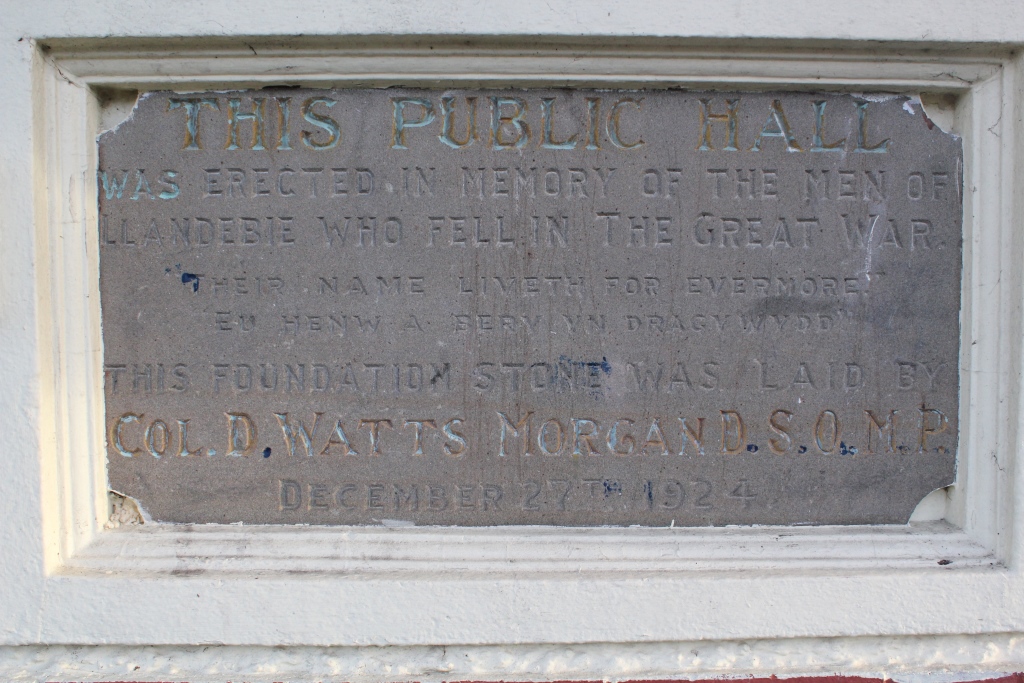 THIS PUBLIC HALL
WAS ERECTED IN MEMORY OF THE MEN OF
LLANDEBIE WHO FELL IN THE GREAT WAR.
"THEIR NAME LIVETH FOR EVERMORE."
"EU HENW A BERY YN DRAGYWYDD"
THIS FOUNDATION STONE WAS LAID BY
COL. D. WATTS MORGAN D.S.O. M.P.
DECEMBER 27TH 1924